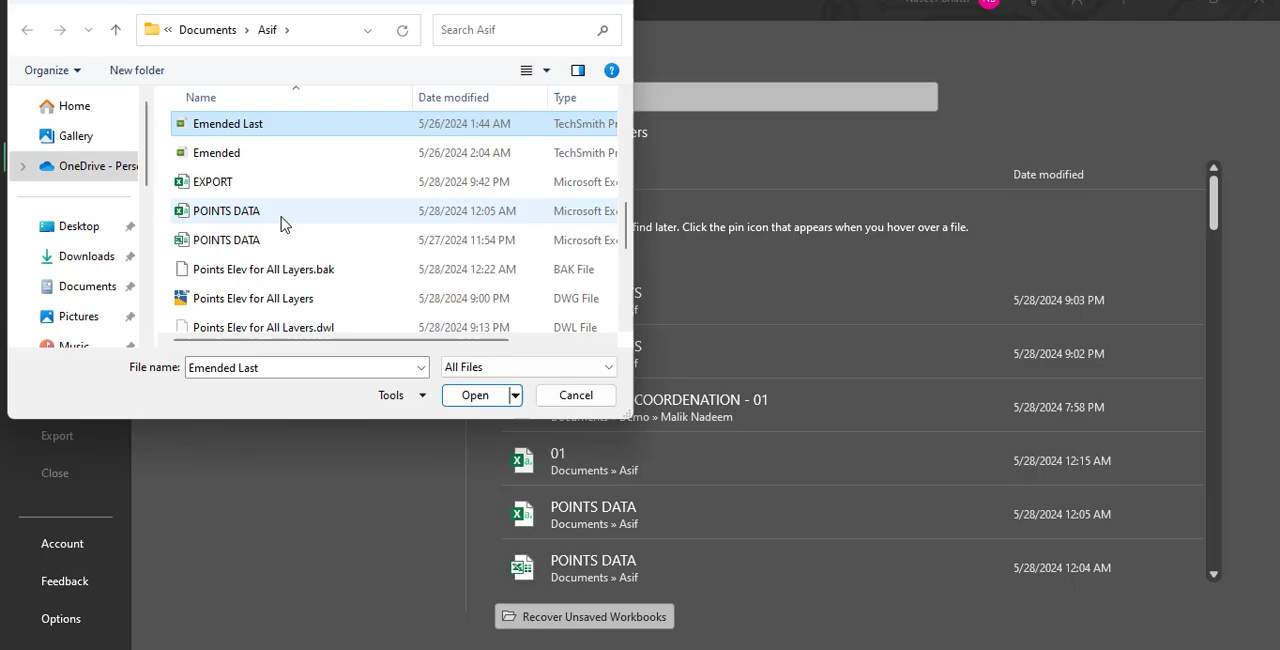 « Documents › Asif ›
Search Asif
Organize
New folder
Name
Date modified
Type
Home
Gallery
OneDrive - Perso
Desktop
Downloads
Documents
Pictures
Music
Emended Last 5/26/2024 1:44 AM TechSmith Pr
Emended 5/26/2024 2:04 AM TechSmith Pr
EXPORT 5/28/2024 9:42 PM Microsoft Exc
POINTS DATA 5/28/2024 12:05 AM Microsoft Exc
POINTS DATA 5/27/2024 11:54 PM Microsoft Exc
Points Elev for All Layers.bak 5/28/2024 12:22 AM BAK File
Points Elev for All Layers 5/28/2024 9:00 PM DWG File
Points Elev for All Layers.dwl 5/28/2024 9:13 PM DWL File
File name: Emended Last
All Files
Tools
Open
Cancel
ers
Date modified
find later. Click the pin icon that appears when you hover over a file.
5/28/2024 9:03 PM
5/28/2024 9:02 PM
COORDENATION - 01
Documents » Demo » Malik Nadeem
5/28/2024 7:58 PM
01
Documents » Asif
5/28/2024 12:15 AM
POINTS DATA
Documents » Asif
5/28/2024 12:05 AM
POINTS DATA
Documents » Asif
5/28/2024 12:04 AM
Recover Unsaved Workbooks
Export
Close
Account
Feedback
Options